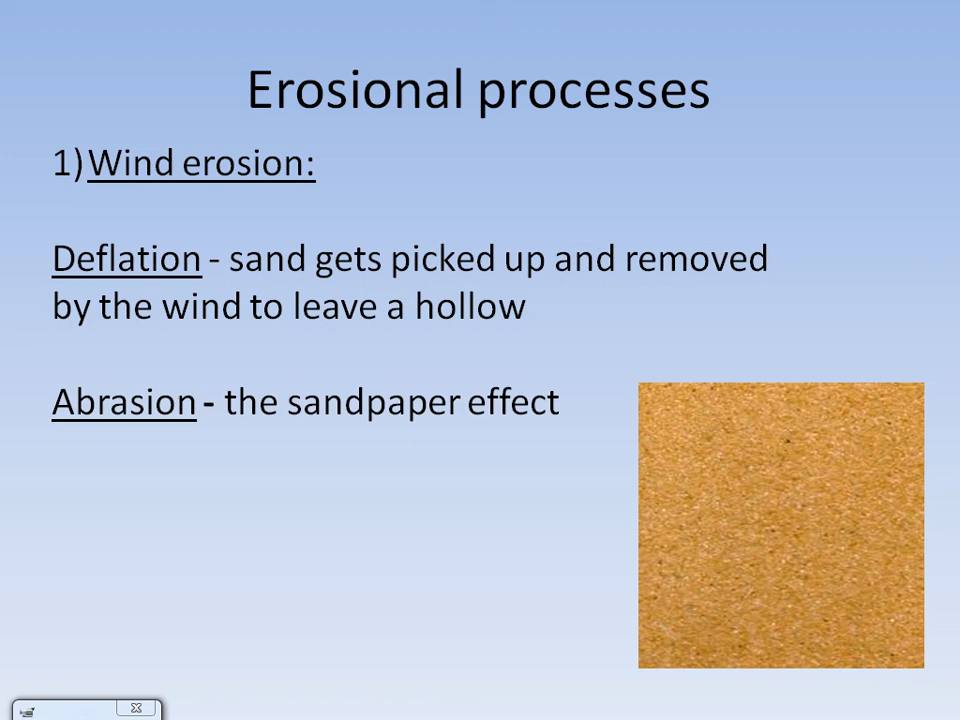 Erosional processes
1) Wind erosion:
Deflation - sand gets picked up and removed
by the wind to leave a hollow
Abrasion - the sandpaper effect